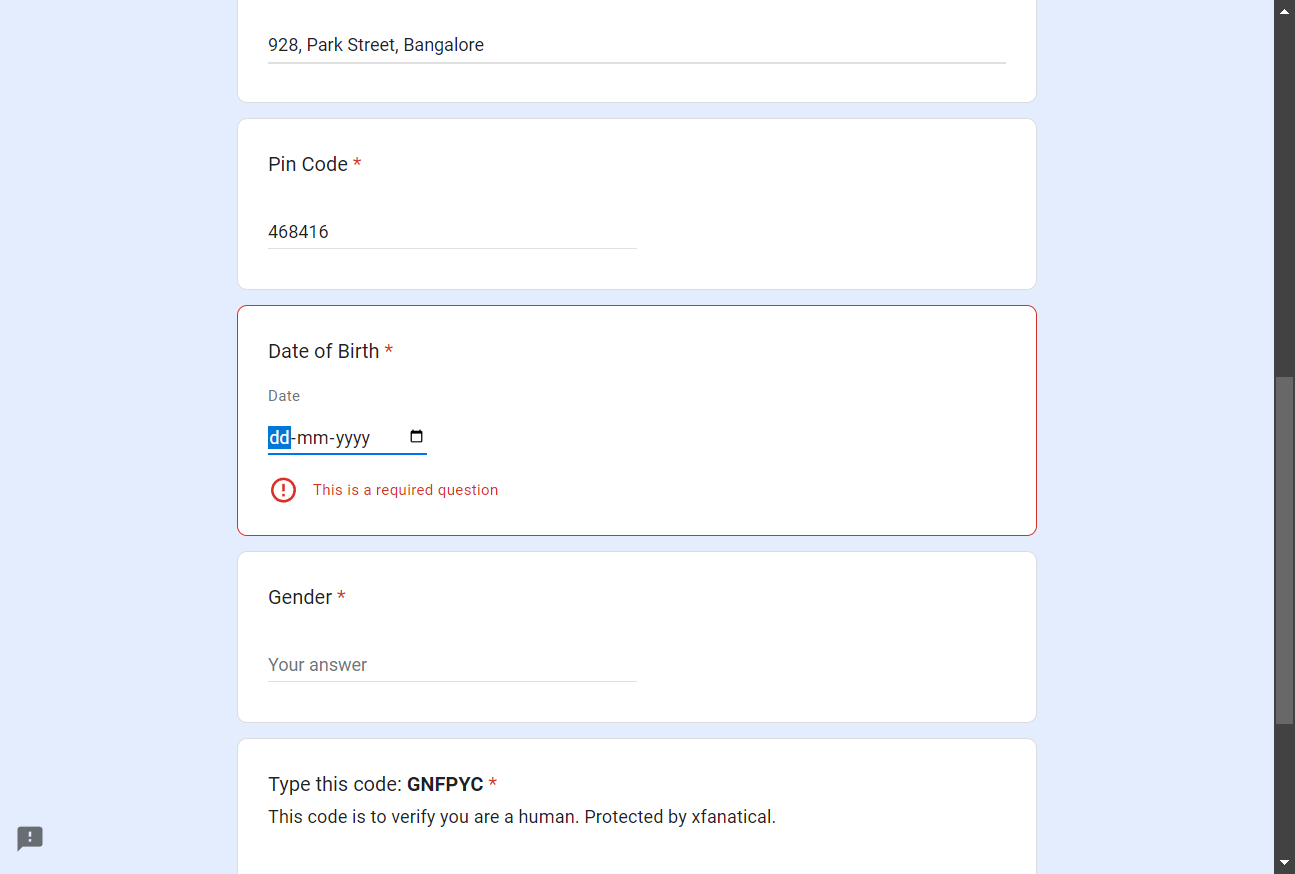 928, Park Street, Bangalore
Pin Code *
468416
Date of Birth *
Date
dd-mm-yyyy
This is a required question
Gender *
Your answer
Type this code: GNFPYC *
This code is to verify you are a human. Protected by xfanatical.